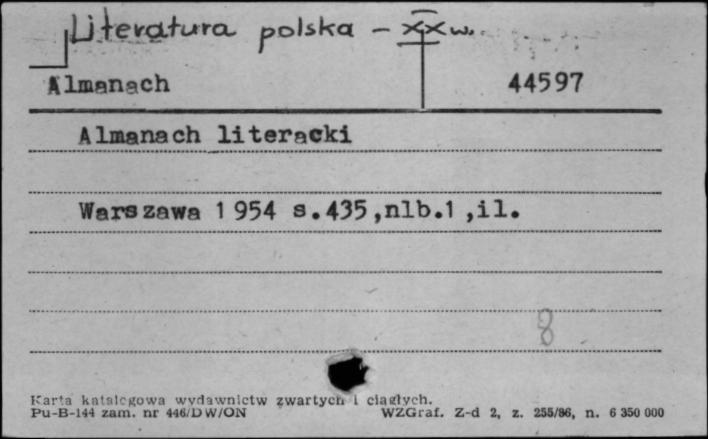 Literatura polska - XX w.
Almanach 44597
Almanach literacki
Warszawa 1954 s.435,nlb.1,il.
8
Karta katalogowa wydawnictw zwartych i ciągłych.
Pu-B-144 zam. nr 446/DW/ON WZGraf. Z-d 2, z. 255/86, n. 6 350 000